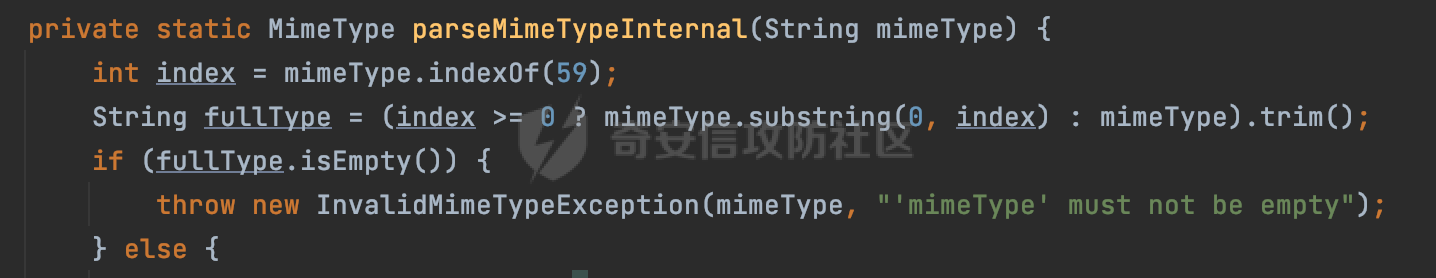 private static MimeType parseMimeTypeInternal(String mimeType) {
int index = mimeType.indexOf(59);
String fullType = (index >= 0 ? mimeType.substring(0, index) : mimeType).trim();
奇安信攻防社区
if (fullType.isEmpty()) {
throw new InvalidMimeTypeException(mimeType, "'mimeType' must not be empty");
} else {